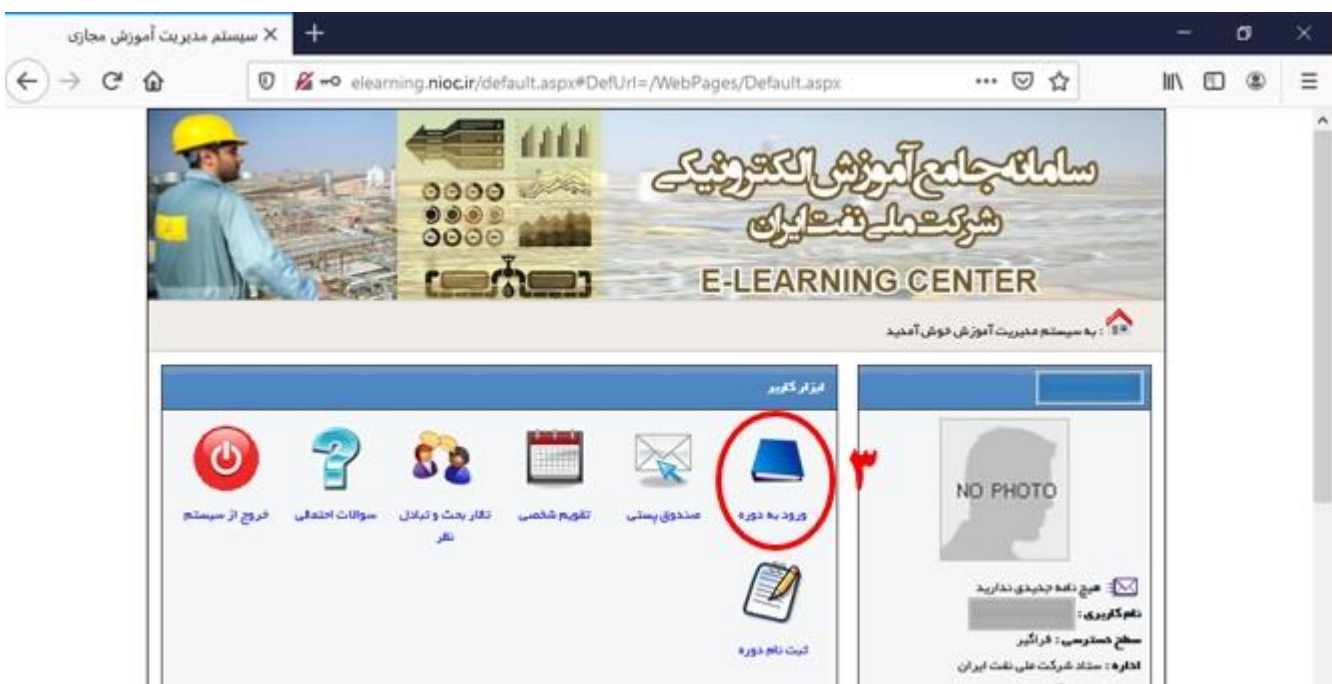 سیستم مدیریت آموزش مجازی
elearning.nioc.ir/default.aspx#DefUrl=/WebPages/Default.aspx
سامانه جامع آموزش الکترونیکی
شرکت ملی نفت ایران
E-LEARNING CENTER
: به سیستم مدیریت آموزش خوش آمدید
ابزار کاربر
ورود به دوره
صندوق پستی
تقویم شخصی
تالار بحث و تبادل
نظر
سوالات احتمالی
خروج از سیستم
۳
ثبت نام دوره
NO PHOTO
هیچ نامه جدیدی ندارید
نام کاربری :
سطح دسترسی : فراگیر
اداره : ستاد شرکت ملی نفت ایران